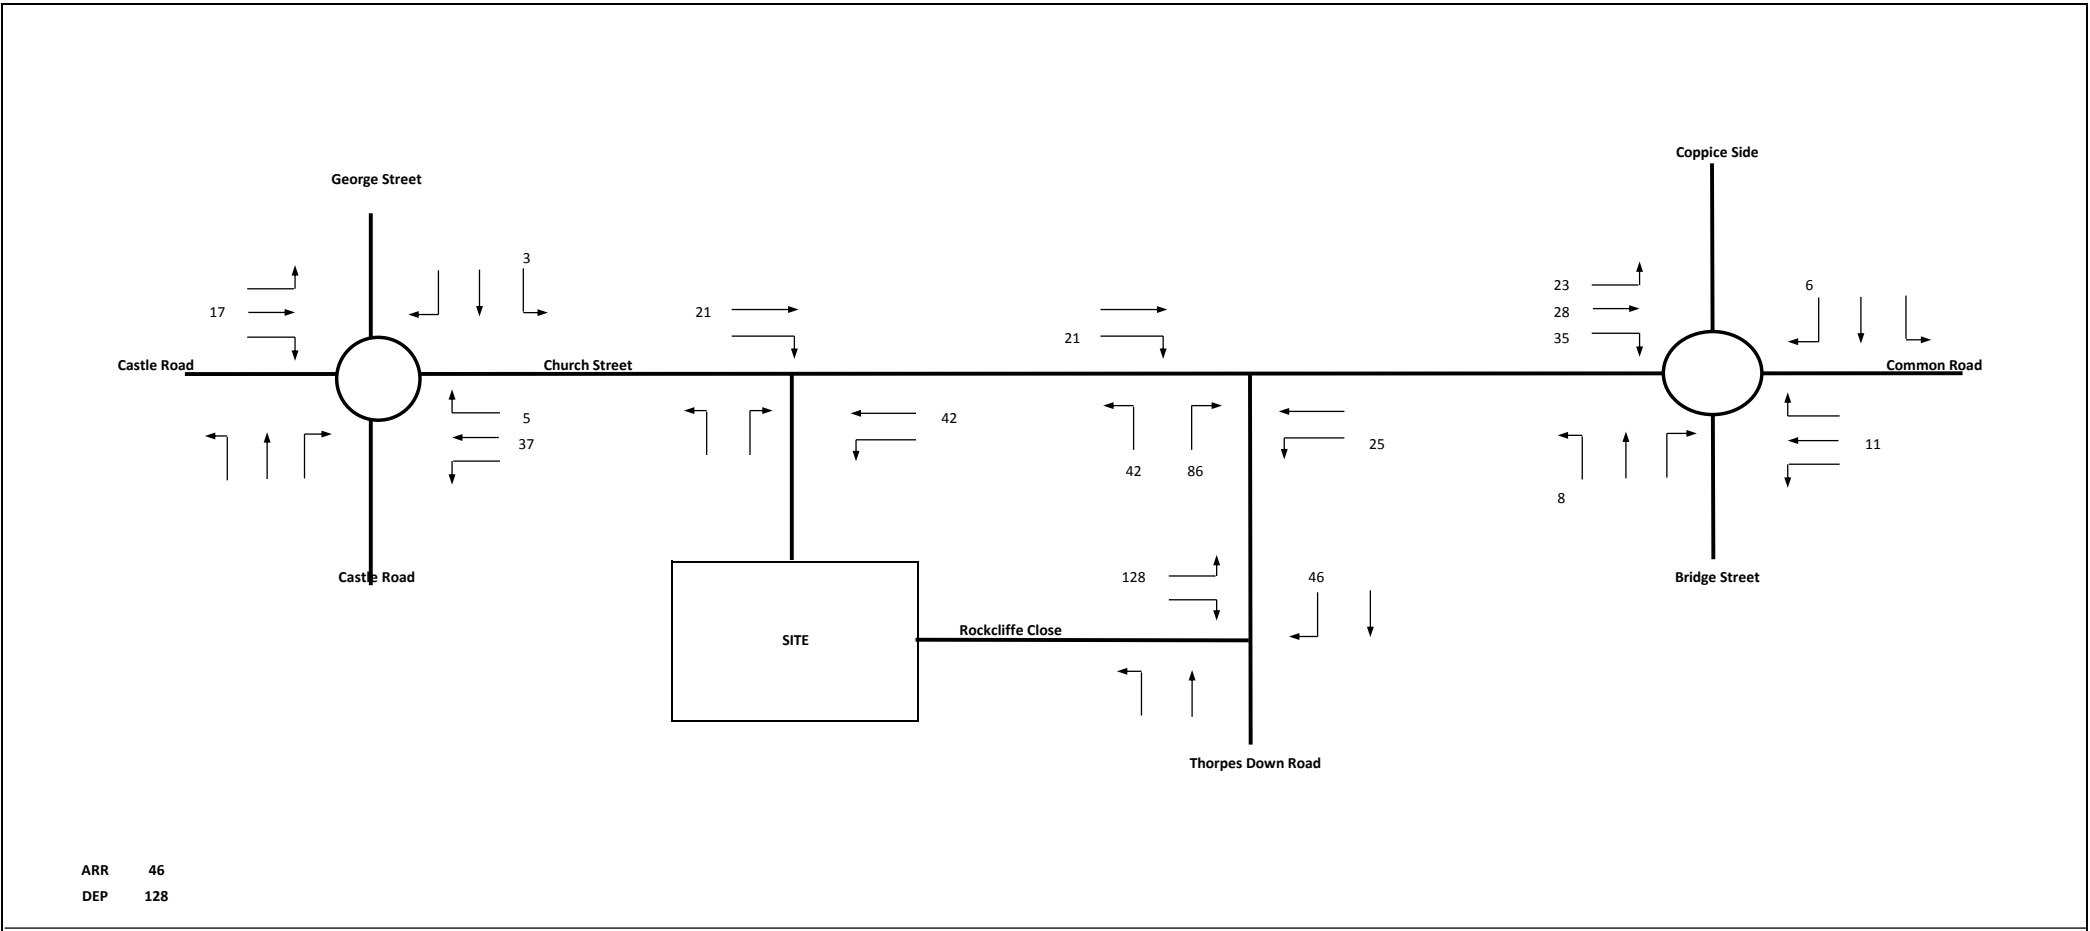 Coppice Side
George Street
3
23
6
17
21
28
21
35
Castle Road
Church Street
Common Road
5
42
37
25
11
42
86
8
Castle Road
128
46
Bridge Street
Rockcliffe Close
SITE
Thorpes Down Road
ARR 46
DEP 128